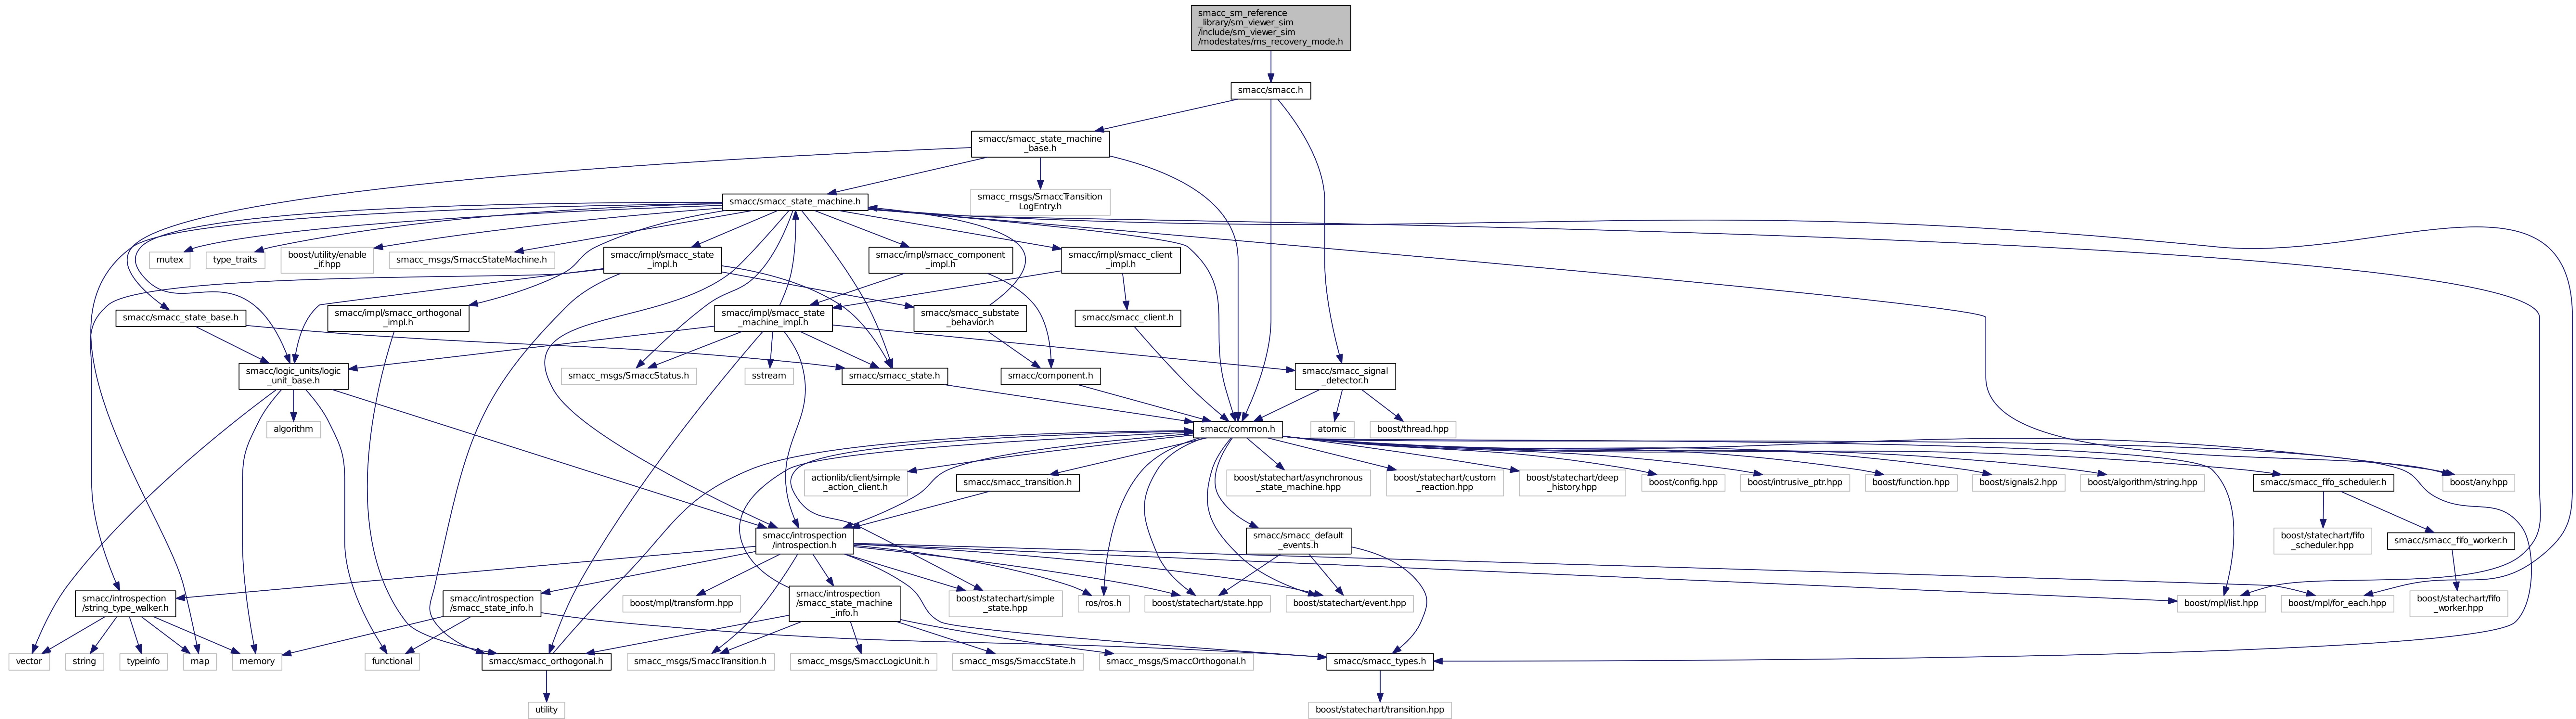 smacc_sm_reference
_library/sm_viewer_sim
/include/sm_viewer_sim
/modestates/ms_recovery_mode.h
smacc/smacc.h
smacc/smacc_state_machine
_base.h
smacc/smacc_state_machine.h
smacc_msgs/SmaccTransition
LogEntry.h
mutex
type_traits
boost/utility/enable
_if.hpp
smacc_msgs/SmaccStateMachine.h
smacc/impl/smacc_state
_impl.h
smacc/impl/smacc_component
_impl.h
smacc/impl/smacc_client
_impl.h
smacc/smacc_state_base.h
smacc/impl/smacc_orthogonal
_impl.h
smacc/impl/smacc_state
_machine_impl.h
smacc/smacc_substate
_behavior.h
smacc/smacc_client.h
smacc/logic_units/logic
_unit_base.h
smacc_msgs/SmaccStatus.h
sstream
smacc/smacc_state.h
smacc/component.h
smacc/smacc_signal
_detector.h
algorithm
smacc/common.h
atomic
boost/thread.hpp
actionlib/client/simple
_action_client.h
smacc/smacc_transition.h
boost/statechart/asynchronous
_state_machine.hpp
boost/statechart/custom
_reaction.hpp
boost/statechart/deep
_history.hpp
boost/config.hpp
boost/intrusive_ptr.hpp
boost/function.hpp
boost/signals2.hpp
boost/algorithm/string.hpp
smacc/smacc_fifo_scheduler.h
boost/any.hpp
smacc/introspection
/introspection.h
smacc/smacc_default
_events.h
boost/statechart/fifo
_scheduler.hpp
smacc/smacc_fifo_worker.h
smacc/introspection
/string_type_walker.h
smacc/introspection
/smacc_state_info.h
boost/mpl/transform.hpp
smacc/introspection
/smacc_state_machine
_info.h
boost/statechart/simple
_state.hpp
ros/ros.h
boost/statechart/state.hpp
boost/statechart/event.hpp
boost/mpl/list.hpp
boost/mpl/for_each.hpp
boost/statechart/fifo
_worker.hpp
vector
string
typeinfo
map
memory
functional
smacc/smacc_orthogonal.h
smacc_msgs/SmaccTransition.h
smacc_msgs/SmaccLogicUnit.h
smacc_msgs/SmaccState.h
smacc_msgs/SmaccOrthogonal.h
smacc/smacc_types.h
utility
boost/statechart/transition.hpp